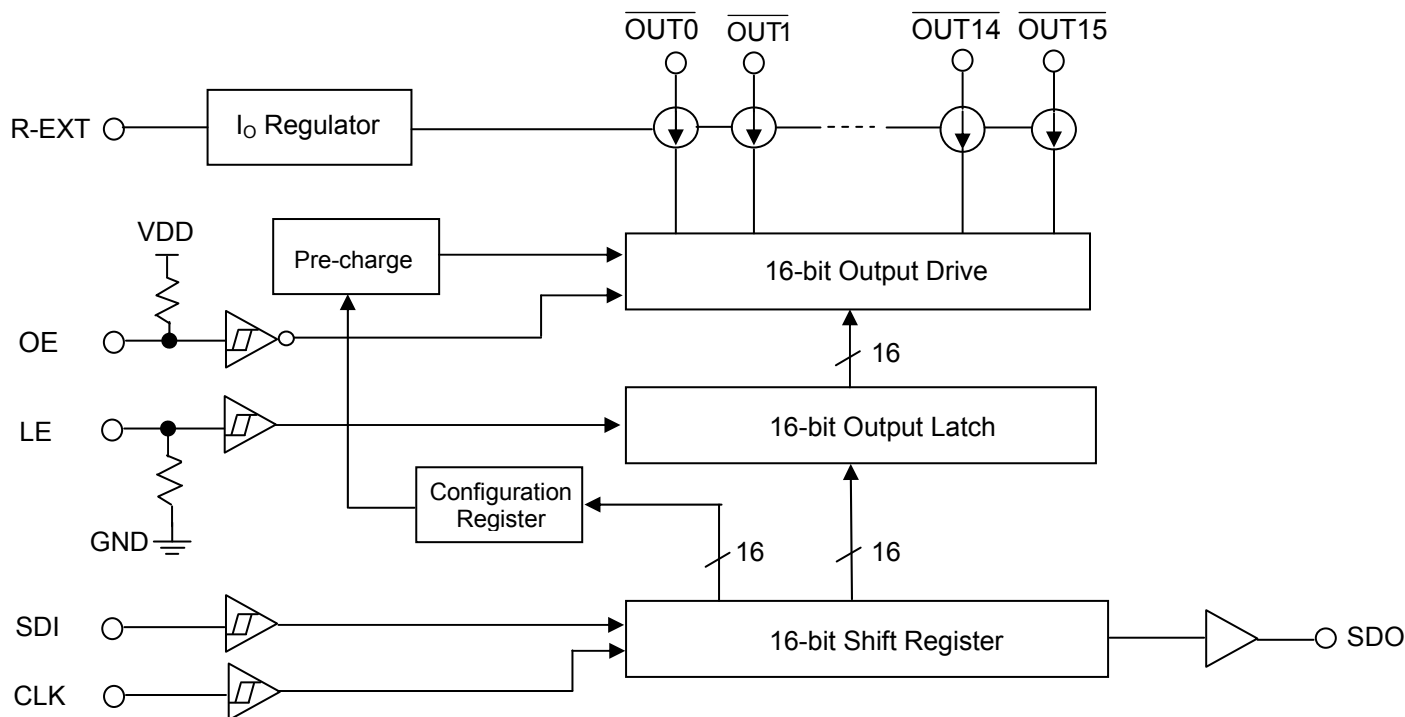 OUT0 OUT1 OUT14 OUT15
R-EXT
IO Regulator
VDD
Pre-charge
16-bit Output Drive
OE
16
LE
16-bit Output Latch
Configuration
Register
GND
16
16
SDI
16-bit Shift Register
SDO
CLK